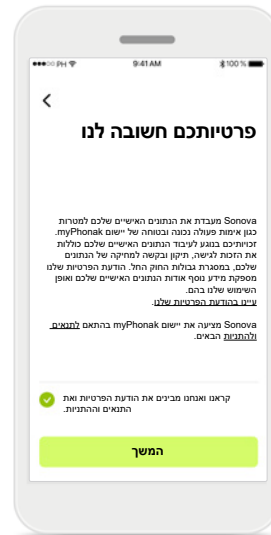 PH 9:41 AM 100 %
פרטיותכם חשובה לנו
Sonova מעבדת את הנתונים האישיים שלכם למטרות
כגון אימות פעולה נכונה ובטוחה של יישום myPhonak.
זכויותיכם בנוגע לעיבוד הנתונים האישיים שלכם כוללות
את הזכות לגישה, תיקון ובקשה למחיקה של הנתונים
שלכם, במסגרת גבולות החוק החל. הודעת הפרטיות שלנו
מספקת מידע נוסף אודות הנתונים האישיים שלכם ואופן
השימוש שלנו בהם.
עיינו בהודעת הפרטיות שלנו.
Sonova מציעה את יישום myPhonak בהתאם לתנאים
ולהתניות הבאים.
קראנו ואנחנו מבינים את הודעת הפרטיות ואת
התנאים וההתניות.
המשך